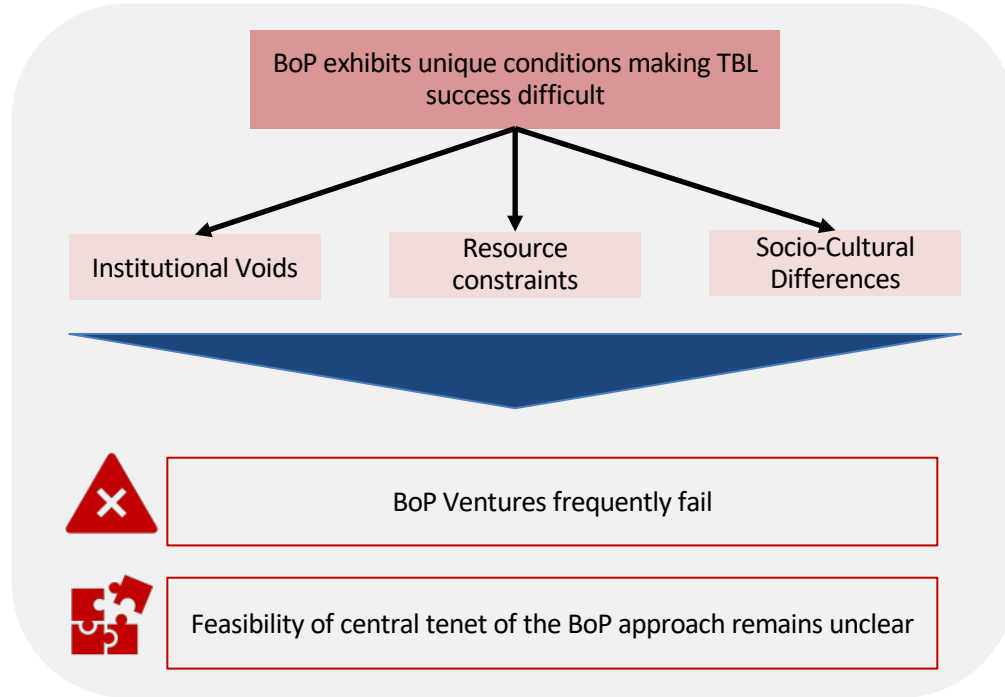 BoP exhibits unique conditions making TBL
success difficult
Institutional Voids
Resource
constraints
Socio-Cultural
Differences
BoP Ventures frequently fail
Feasibility of central tenet of the BoP approach remains unclear